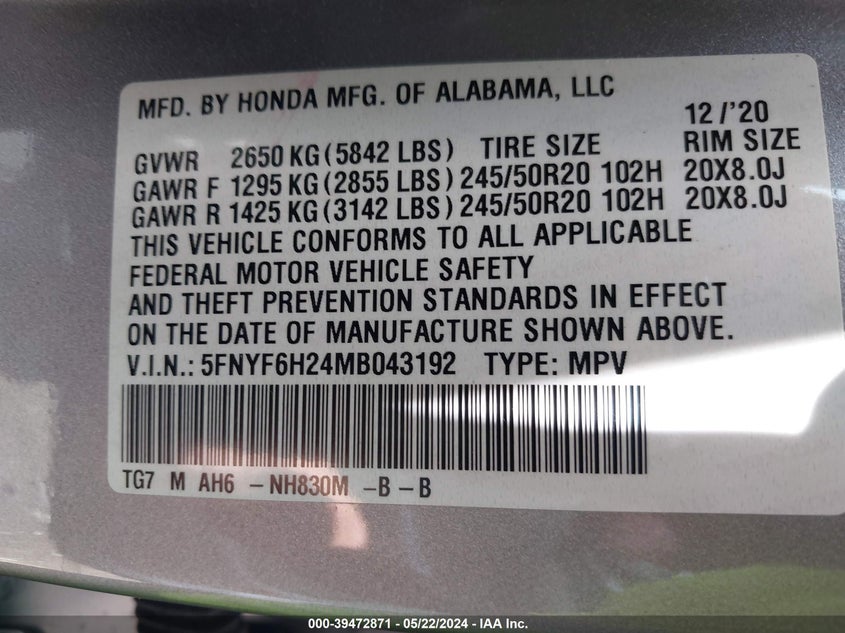 MFD. BY HONDA MFG. OF ALABAMA, LLC
12/'20
GVWR 2650 KG (5842 LBS) TIRE SIZE RIM SIZE
GAWR F 1295 KG (2855 LBS) 245/50R20 102H 20X8.0J
GAWR R 1425 KG (3142 LBS) 245/50R20 102H 20X8.0J
THIS VEHICLE CONFORMS TO ALL APPLICABLE
FEDERAL MOTOR VEHICLE SAFETY
AND THEFT PREVENTION STANDARDS IN EFFECT
ON THE DATE OF MANUFACTURE SHOWN ABOVE.
V.I.N.: 5FNYF6H24MB043192 TYPE: MPV
TG7 M AH6 -NH830M -B -B
000-39472871 - 05/22/2024 - IAA Inc.